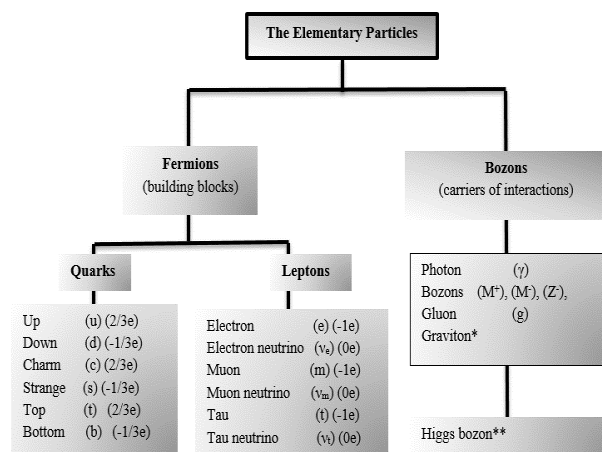 The Elementary Particles
Fermions
(building blocks)
Bozons
(carriers of interactions)
Quarks
Leptons
Up (u) (2/3e)
Down (d) (-1/3e)
Charm (c) (2/3e)
Strange (s) (-1/3e)
Top (t) (2/3e)
Bottom (b) (-1/3e)
Electron (e) (-1e)
Electron neutrino (νe) (0e)
Muon (m) (-1e)
Muon neutrino (νm) (0e)
Tau (t) (-1e)
Tau neutrino (νt) (0e)
Photon (γ)
Bozons (M⁺), (M⁻), (Z⁻),
Gluon (g)
Graviton*
Higgs bozon**